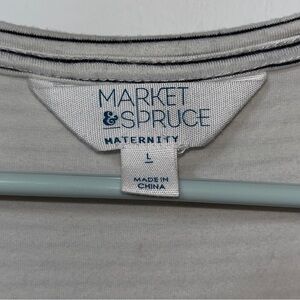 MARKET
& SPRUCE
MATERNITY
L
MADE IN
CHINA